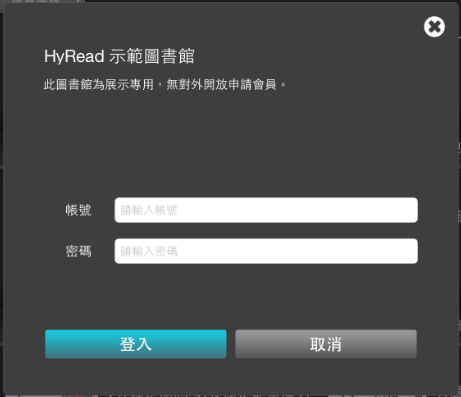 HyRead 示範圖書館
此圖書館為展示專用，無對外開放申請會員。
帳號
請輸入帳號
密碼
請輸入密碼
登入
取消